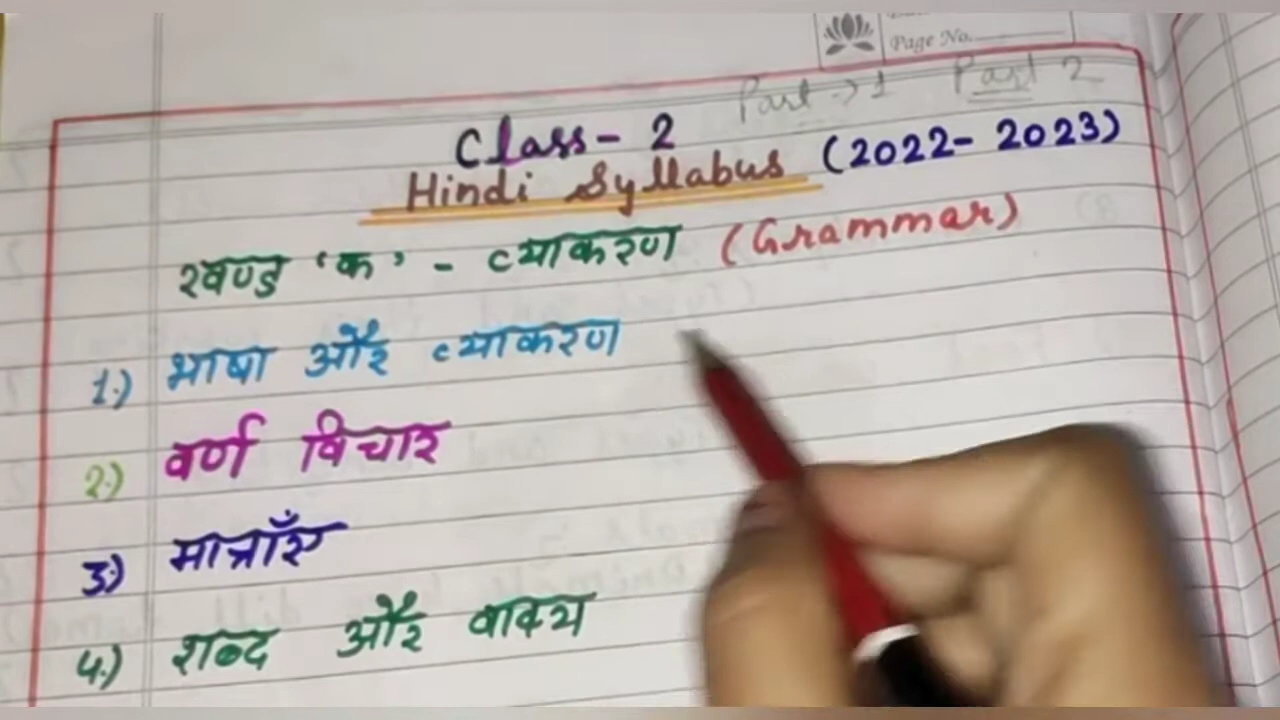 Page No.
Part → 1 Part 2
Class - 2
Hindi Syllabus (2022- 2023)
खण्ड 'क' - व्याकरण (Grammar)
1.) भाषा और व्याकरण
2.) वर्ण विचार
3.) मात्राएँ
4.) शब्द और वाक्य